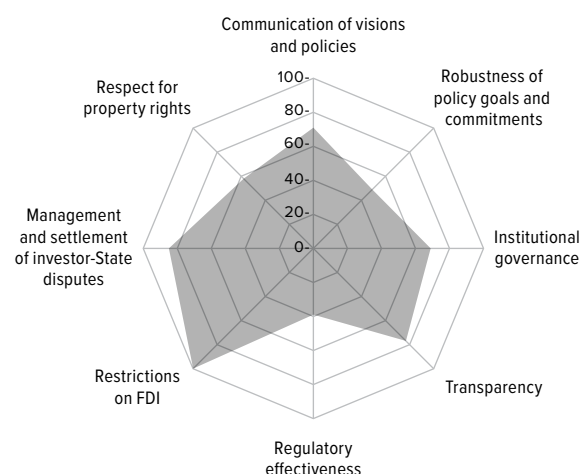 Communication of visions
and policies
Robustness of
policy goals and
commitments
Institutional
governance
Transparency
Regulatory
effectiveness
Restrictions
on FDI
Management
and settlement
of investor-State
disputes
Respect for
property rights
100-
80-
60-
40-
20-
0-